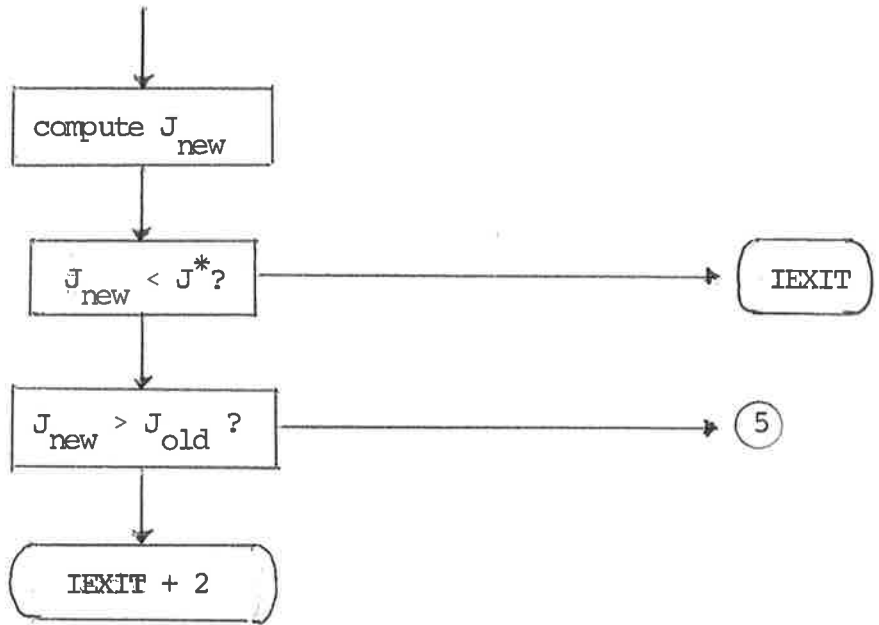 compute J_new
J_new < J*?
IEXIT
J_new > J_old ?
5
IEXIT + 2